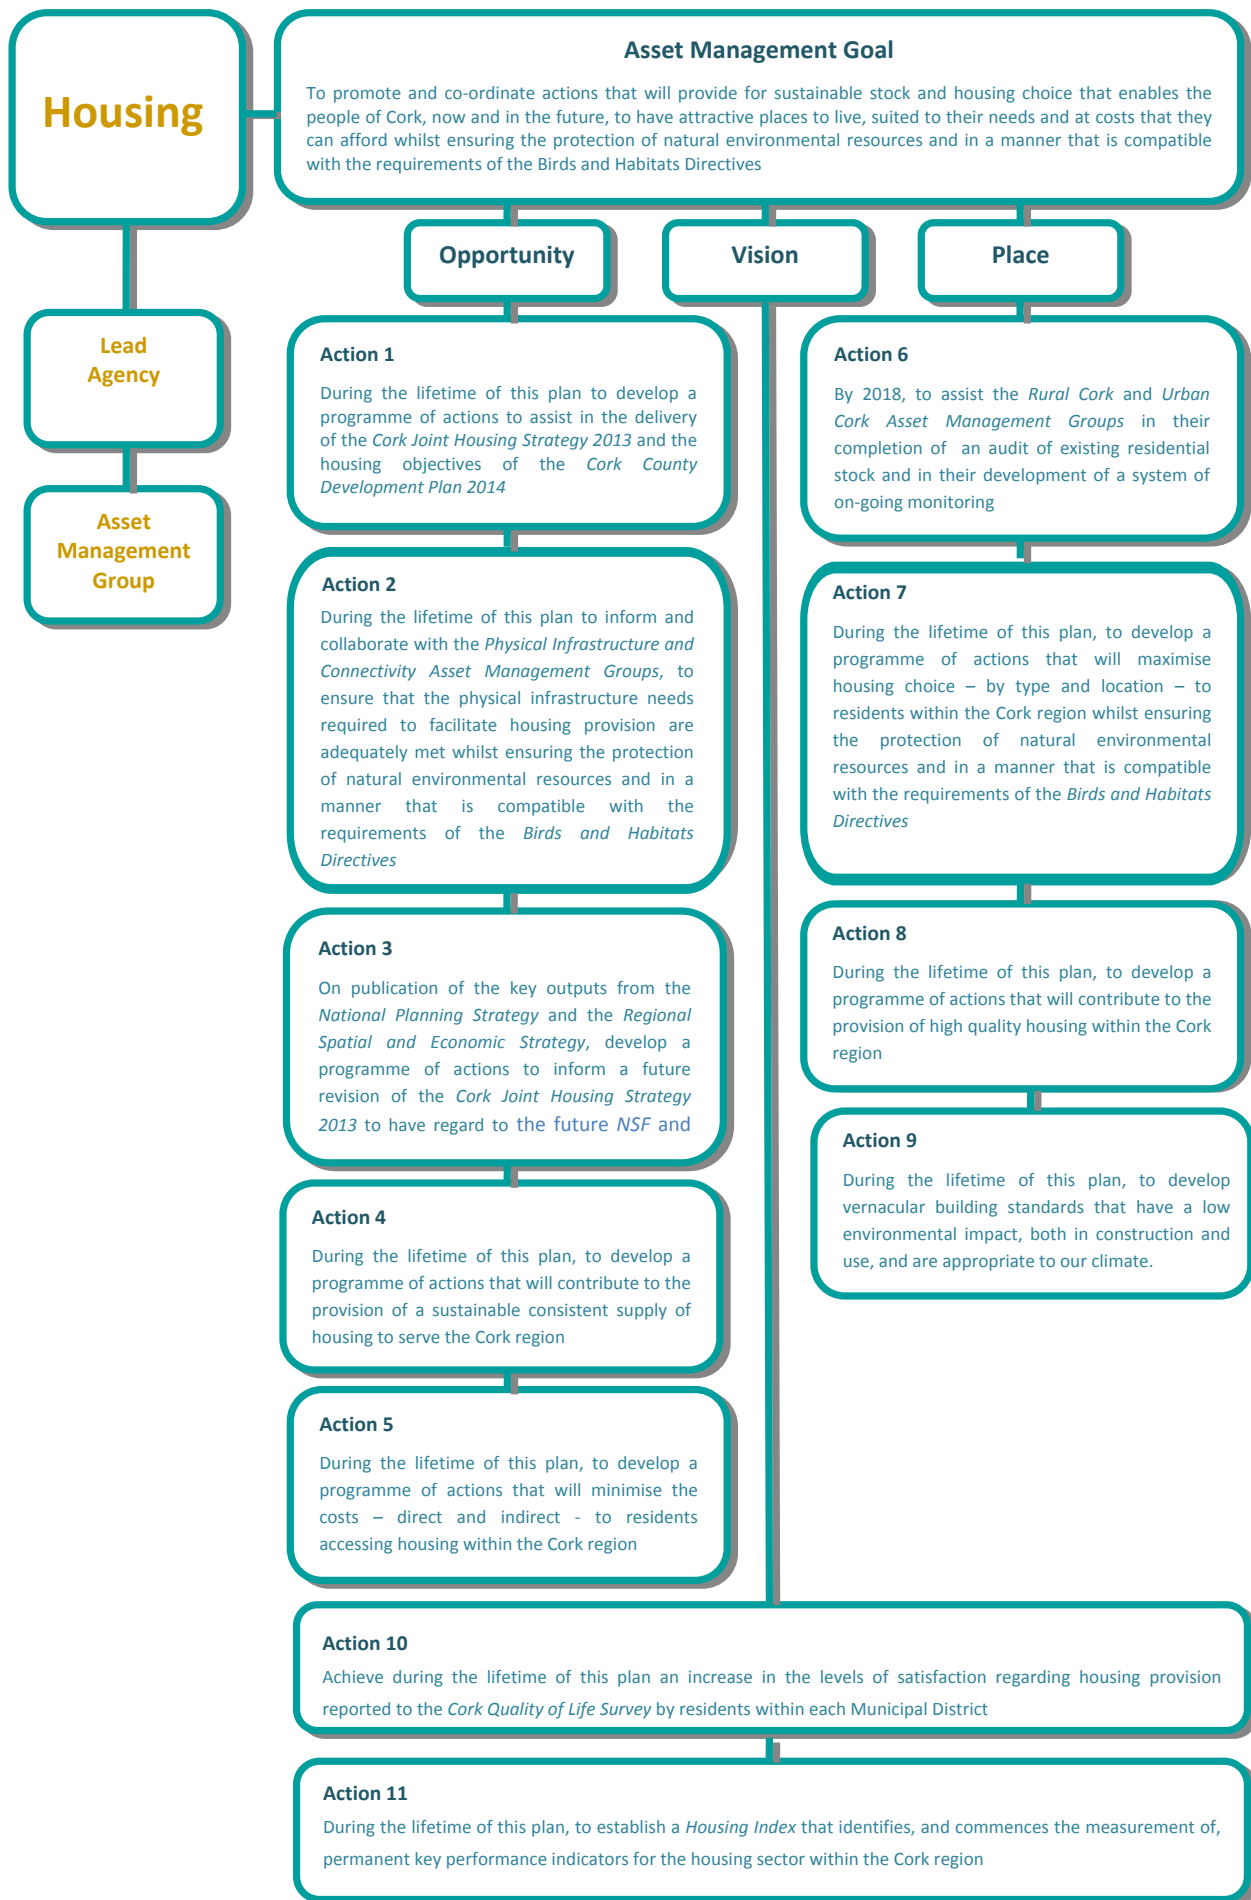 Housing
Asset Management Goal
To promote and co-ordinate actions that will provide for sustainable stock and housing choice that enables the
people of Cork, now and in the future, to have attractive places to live, suited to their needs and at costs that they
can afford whilst ensuring the protection of natural environmental resources and in a manner that is compatible
with the requirements of the Birds and Habitats Directives
Lead
Agency
Asset
Management
Group
Opportunity
Vision
Place
Action 1
During the lifetime of this plan to develop a
programme of actions to assist in the delivery
of the Cork Joint Housing Strategy 2013 and the
housing objectives of the Cork County
Development Plan 2014
Action 2
During the lifetime of this plan to inform and
collaborate with the Physical Infrastructure and
Connectivity Asset Management Groups, to
ensure that the physical infrastructure needs
required to facilitate housing provision are
adequately met whilst ensuring the protection
of natural environmental resources and in a
manner that is compatible with the
requirements of the Birds and Habitats
Directives
Action 3
On publication of the key outputs from the
National Planning Strategy and the Regional
Spatial and Economic Strategy, develop a
programme of actions to inform a future
revision of the Cork Joint Housing Strategy
2013 to have regard to the future NSF and
Action 4
During the lifetime of this plan, to develop a
programme of actions that will contribute to the
provision of a sustainable consistent supply of
housing to serve the Cork region
Action 5
During the lifetime of this plan, to develop a
programme of actions that will minimise the
costs – direct and indirect - to residents
accessing housing within the Cork region
Action 6
By 2018, to assist the Rural Cork and Urban
Cork Asset Management Groups in their
completion of an audit of existing residential
stock and in their development of a system of
on-going monitoring
Action 7
During the lifetime of this plan, to develop a
programme of actions that will maximise
housing choice – by type and location – to
residents within the Cork region whilst ensuring
the protection of natural environmental
resources and in a manner that is compatible
with the requirements of the Birds and Habitats
Directives
Action 8
During the lifetime of this plan, to develop a
programme of actions that will contribute to the
provision of high quality housing within the Cork
region
Action 9
During the lifetime of this plan, to develop
vernacular building standards that have a low
environmental impact, both in construction and
use, and are appropriate to our climate.
Action 10
Achieve during the lifetime of this plan an increase in the levels of satisfaction regarding housing provision
reported to the Cork Quality of Life Survey by residents within each Municipal District
Action 11
During the lifetime of this plan, to establish a Housing Index that identifies, and commences the measurement of,
permanent key performance indicators for the housing sector within the Cork region